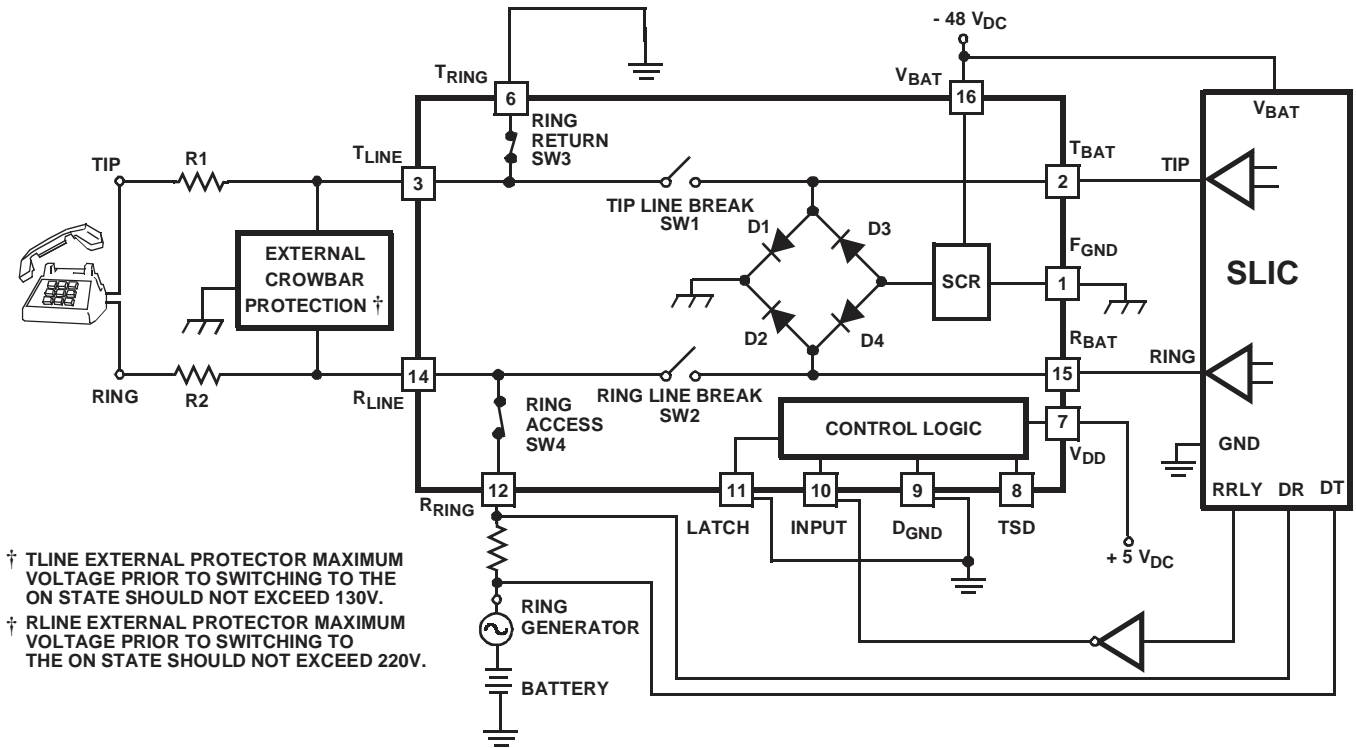 - 48 VDC
TRING
6
VBAT
16
RING
RETURN
SW3
TIP
R1
TLINE
3
TIP LINE BREAK
SW1
D1
D3
D2
D4
SCR
TBAT
2
FGND
1
RBAT
15
7
VDD
VBAT
TIP
SLIC
RING
GND
RRLY DR DT
EXTERNAL
CROWBAR
PROTECTION †
RING
R2
14
RLINE
RING
ACCESS
SW4
RING LINE BREAK
SW2
CONTROL LOGIC
12
RRING
11
10
9
8
LATCH
INPUT
DGND
TSD
+ 5 VDC
† TLINE EXTERNAL PROTECTOR MAXIMUM
VOLTAGE PRIOR TO SWITCHING TO THE
ON STATE SHOULD NOT EXCEED 130V.
† RLINE EXTERNAL PROTECTOR MAXIMUM
VOLTAGE PRIOR TO SWITCHING TO
THE ON STATE SHOULD NOT EXCEED 220V.
RING
GENERATOR
BATTERY